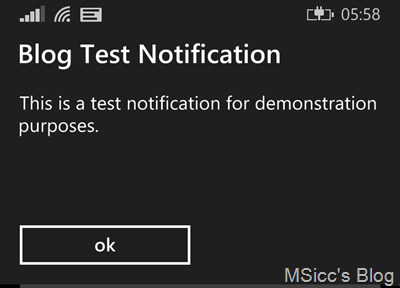 05:58
Blog Test Notification
This is a test notification for demonstration
purposes.
ok
MSicc's Blog